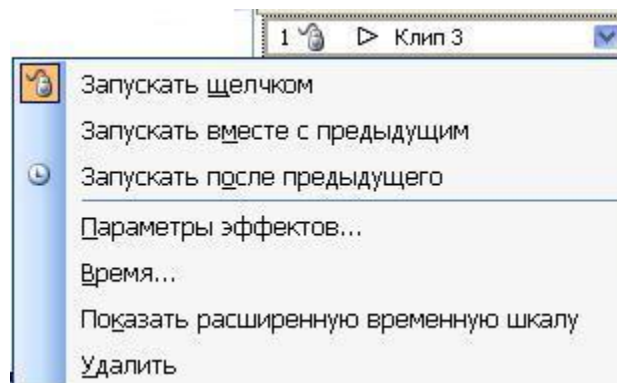 1 Клип 3
Запускать щелчком
Запускать вместе с предыдущим
Запускать после предыдущего
Параметры эффектов...
Время...
Показать расширенную временную шкалу
Удалить